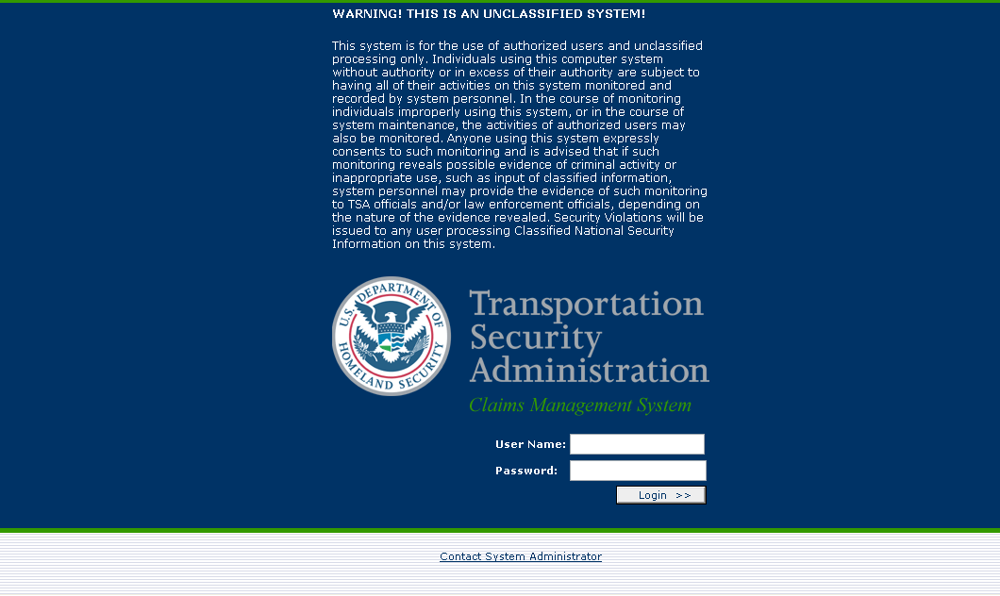 WARNING! THIS IS AN UNCLASSIFIED SYSTEM!
This system is for the use of authorized users and unclassified
processing only. Individuals using this computer system
without authority or in excess of their authority are subject to
having all of their activities on this system monitored and
recorded by system personnel. In the course of monitoring
individuals improperly using this system, or in the course of
system maintenance, the activities of authorized users may
also be monitored. Anyone using this system expressly
consents to such monitoring and is advised that if such
monitoring reveals possible evidence of criminal activity or
inappropriate use, such as input of classified information,
system personnel may provide the evidence of such monitoring
to TSA officials and/or law enforcement officials, depending on
the nature of the evidence revealed. Security Violations will be
issued to any user processing Classified National Security
Information on this system.
U.S. DEPARTMENT OF
HOMELAND SECURITY
Transportation
Security
Administration
Claims Management System
User Name:
Password:
Login >>
Contact System Administrator